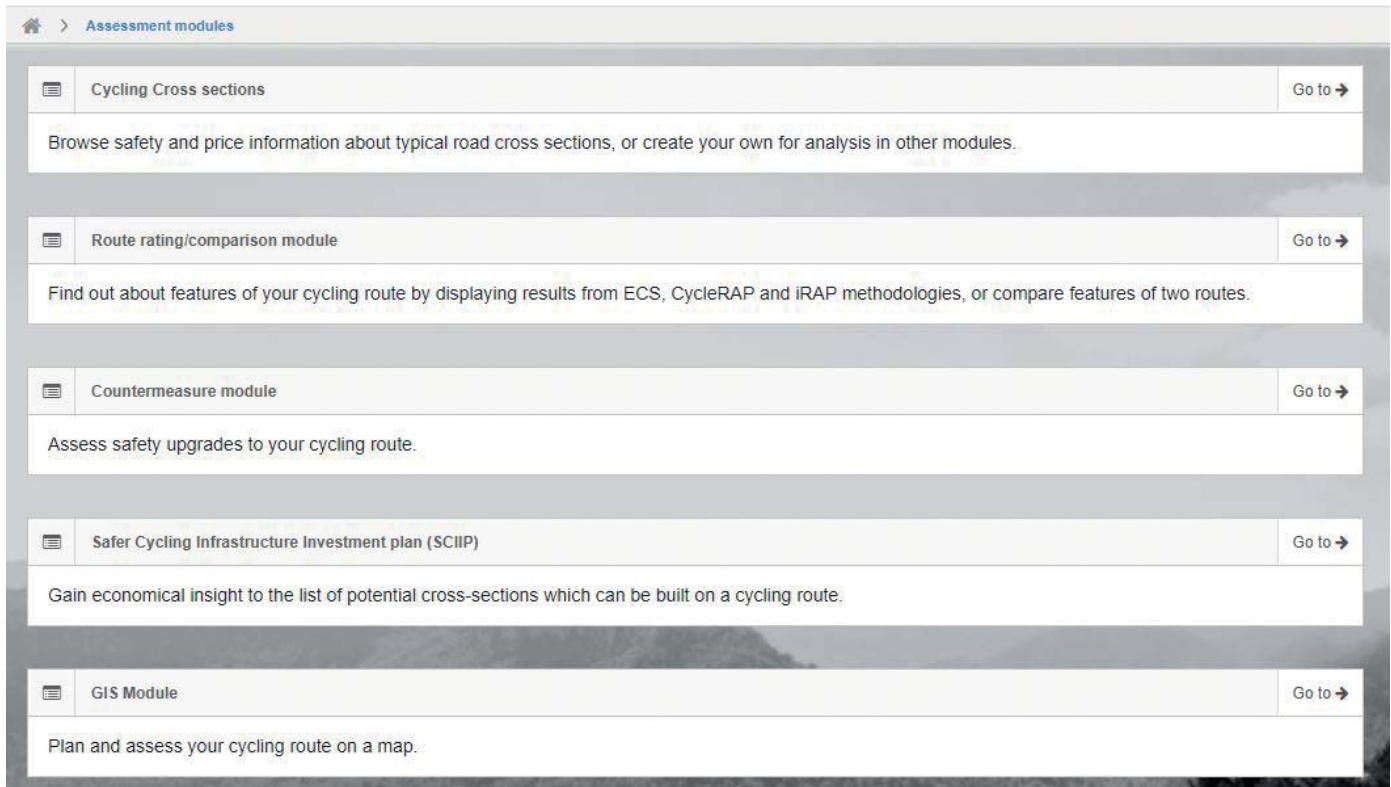 Assessment modules
Cycling Cross sections Go to
Browse safety and price information about typical road cross sections, or create your own for analysis in other modules.
Route rating/comparison module Go to
Find out about features of your cycling route by displaying results from ECS, CycleRAP and iRAP methodologies, or compare features of two routes.
Countermeasure module Go to
Assess safety upgrades to your cycling route.
Safer Cycling Infrastructure Investment plan (SCIIP) Go to
Gain economical insight to the list of potential cross-sections which can be built on a cycling route.
GIS Module Go to
Plan and assess your cycling route on a map.